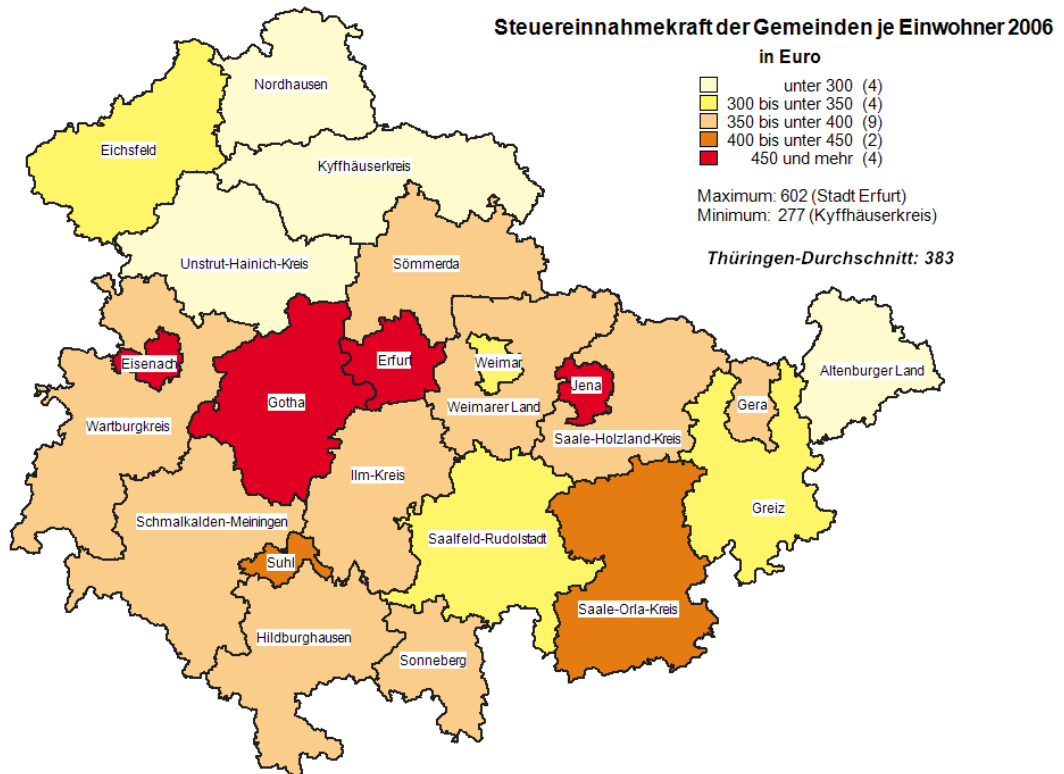 Steuereinnahmekraft der Gemeinden je Einwohner 2006
in Euro
unter 300 (4)
300 bis unter 350 (4)
350 bis unter 400 (9)
400 bis unter 450 (2)
450 und mehr (4)
Maximum: 602 (Stadt Erfurt)
Minimum: 277 (Kyffhäuserkreis)
Thüringen-Durchschnitt: 383
Nordhausen
Eichsfeld
Kyffhäuserkreis
Unstrut-Hainich-Kreis
Sömmerda
Eisenach
Erfurt
Weimar
Jena
Altenburger Land
Gotha
Weimarer Land
Gera
Wartburgkreis
Saale-Holzland-Kreis
Ilm-Kreis
Greiz
Schmalkalden-Meiningen
Saalfeld-Rudolstadt
Suhl
Saale-Orla-Kreis
Hildburghausen
Sonneberg